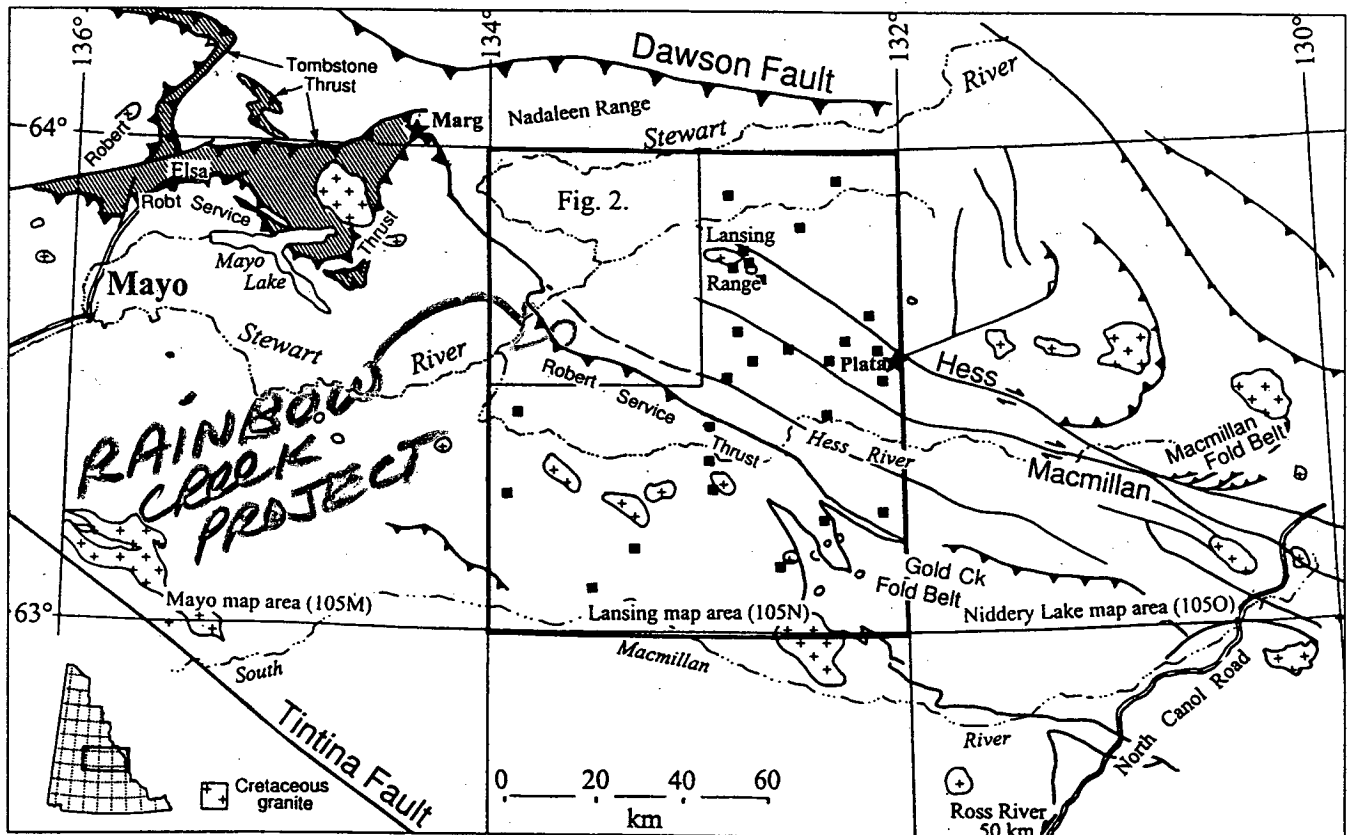 136°
134°
132°
130°
Dawson Fault
River
Tombstone
Thrust
Nadaleen Range
Marg
64°
Robert
Stewart
Elsa
Robt Service
Thrust
Fig. 2.
Lansing
Range
Mayo
Lake
Mayo
Stewart
River
Plata
Hess
RAINBOW
CREEK
PROJECT
Robert
Service
Thrust
Hess River
Macmillan
Fold Belt
Macmillan
Gold Ck
Fold Belt
63°
Mayo map area (105M)
Lansing map area (105N)
Niddery Lake map area (105O)
South
Macmillan
River
Tintina Fault
North Canol Road
Cretaceous
granite
0 20 40 60
km
Ross River
50 km